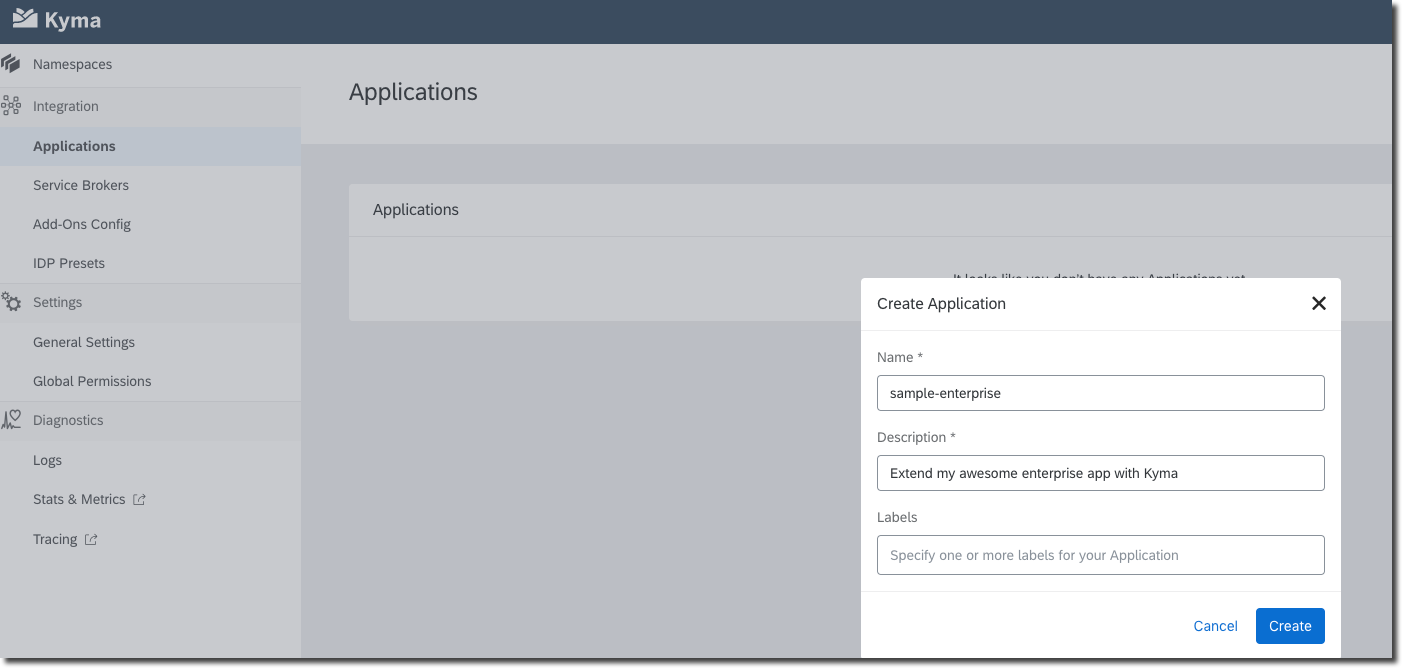 Kyma
Namespaces
Integration
Applications
Service Brokers
Add-Ons Config
IDP Presets
Settings
General Settings
Global Permissions
Diagnostics
Logs
Stats & Metrics
Tracing
Applications
Applications
It looks like you don't have any Applications yet.
Create Application
Name *
sample-enterprise
Description *
Extend my awesome enterprise app with Kyma
Labels
Specify one or more labels for your Application
Cancel
Create